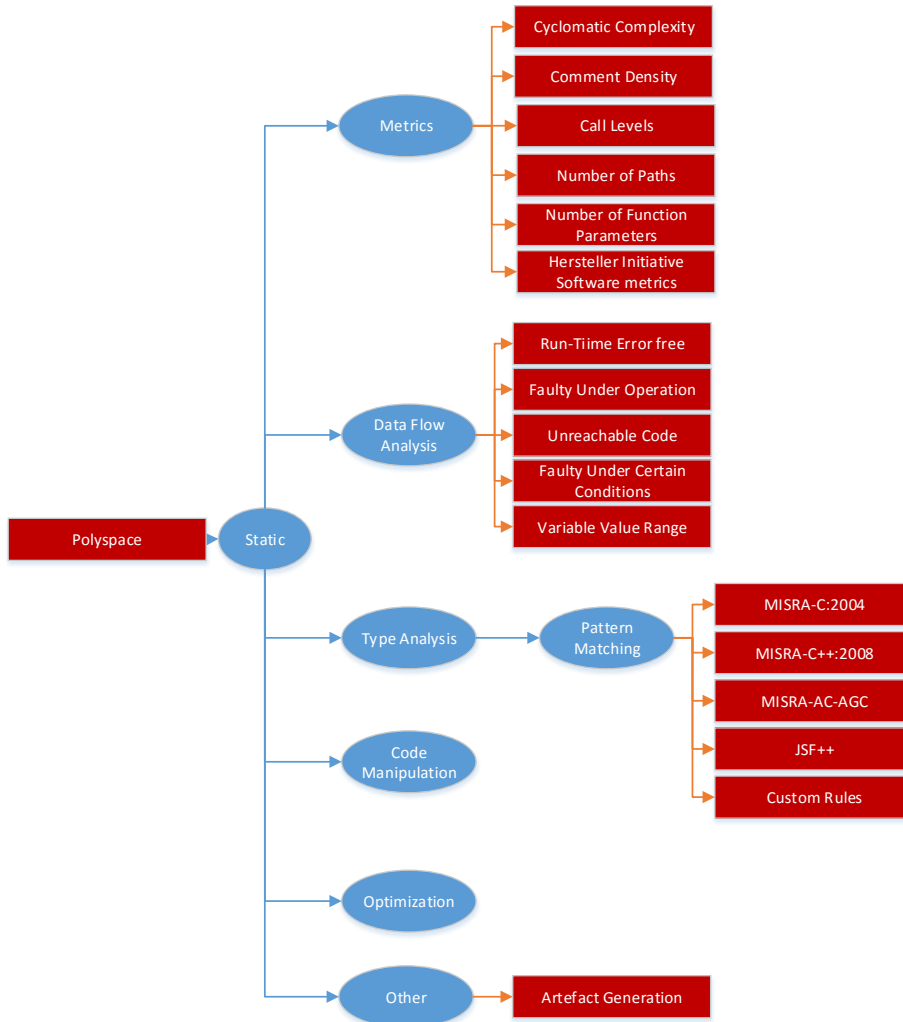 Cyclomatic Complexity
Comment Density
Metrics
Call Levels
Number of Paths
Number of Function
Parameters
Hersteller Initiative
Software metrics
Run-Tiime Error free
Faulty Under Operation
Data Flow
Analysis
Unreachable Code
Faulty Under Certain
Conditions
Variable Value Range
Polyspace
Static
Type Analysis
Pattern
Matching
MISRA-C:2004
MISRA-C++:2008
MISRA-AC-AGC
JSF++
Custom Rules
Code
Manipulation
Optimization
Other
Artefact Generation